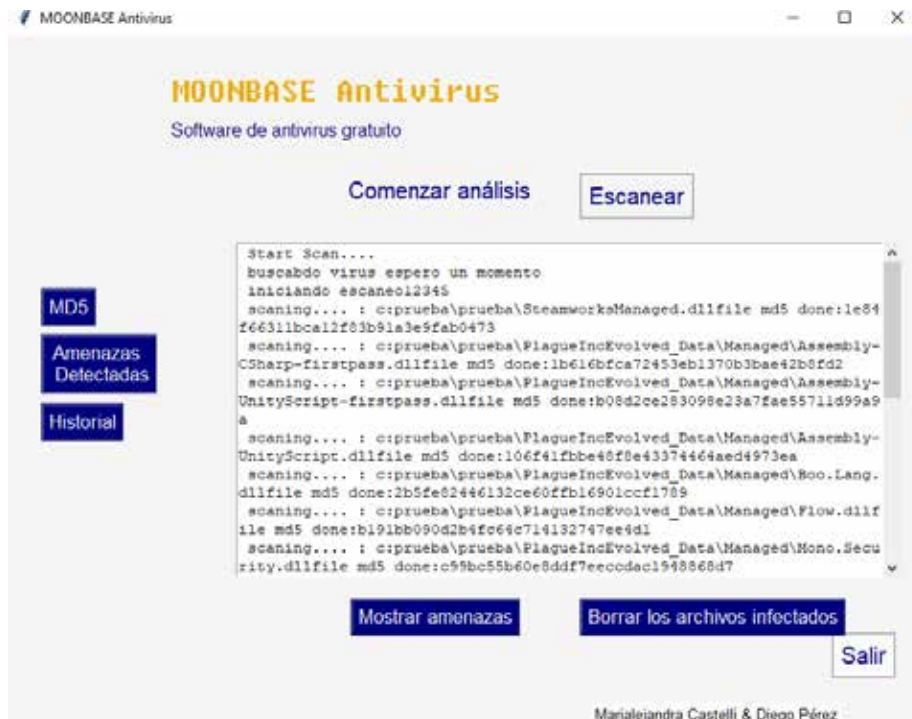 MOONBASE Antivirus
MOONBASE Antivirus
Software de antivirus gratuito
Comenzar análisis
Escanear
Start Scan....
buscabdo virus espero un momento
iniciando escaneo12345
scaning.... : c:prueba\prueba\SteamworksManaged.dllfile md5 done:1e84
f66311bca12f83b91a3e9fab0473
scaning.... : c:prueba\prueba\PlagueIncEvolved_Data\Managed\Assembly-
CSharp-firstpass.dllfile md5 done:1b616bfca72453eb1370b3bae42b8fd2
scaning.... : c:prueba\prueba\PlagueIncEvolved_Data\Managed\Assembly-
UnityScript-firstpass.dllfile md5 done:b08d2ce283098e23a7fae55711d99a9
a
scaning.... : c:prueba\prueba\PlagueIncEvolved_Data\Managed\Assembly-
UnityScript.dllfile md5 done:106f41fbbe48f8e43374464aed4973ea
scaning.... : c:prueba\prueba\PlagueIncEvolved_Data\Managed\Boo.Lang.
dllfile md5 done:2b5fe82446132ce60ffb16901ccf1789
scaning.... : c:prueba\prueba\PlagueIncEvolved_Data\Managed\Flow.dllf
ile md5 done:b191bb090d2b4fc64c714132747ee4d1
scaning.... : c:prueba\prueba\PlagueIncEvolved_Data\Managed\Mono.Secu
rity.dllfile md5 done:c99bc55b60e8ddf7eeccdac1948868d7
MD5
Amenazas
Detectadas
Historial
Mostrar amenazas
Borrar los archivos infectados
Salir
Marialejandra Castelli & Diego Pérez